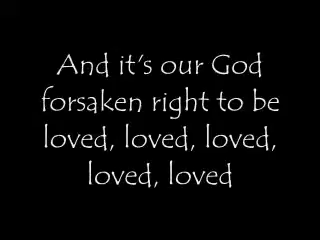 And it's our God
forsaken right to be
loved, loved, loved,
loved, loved